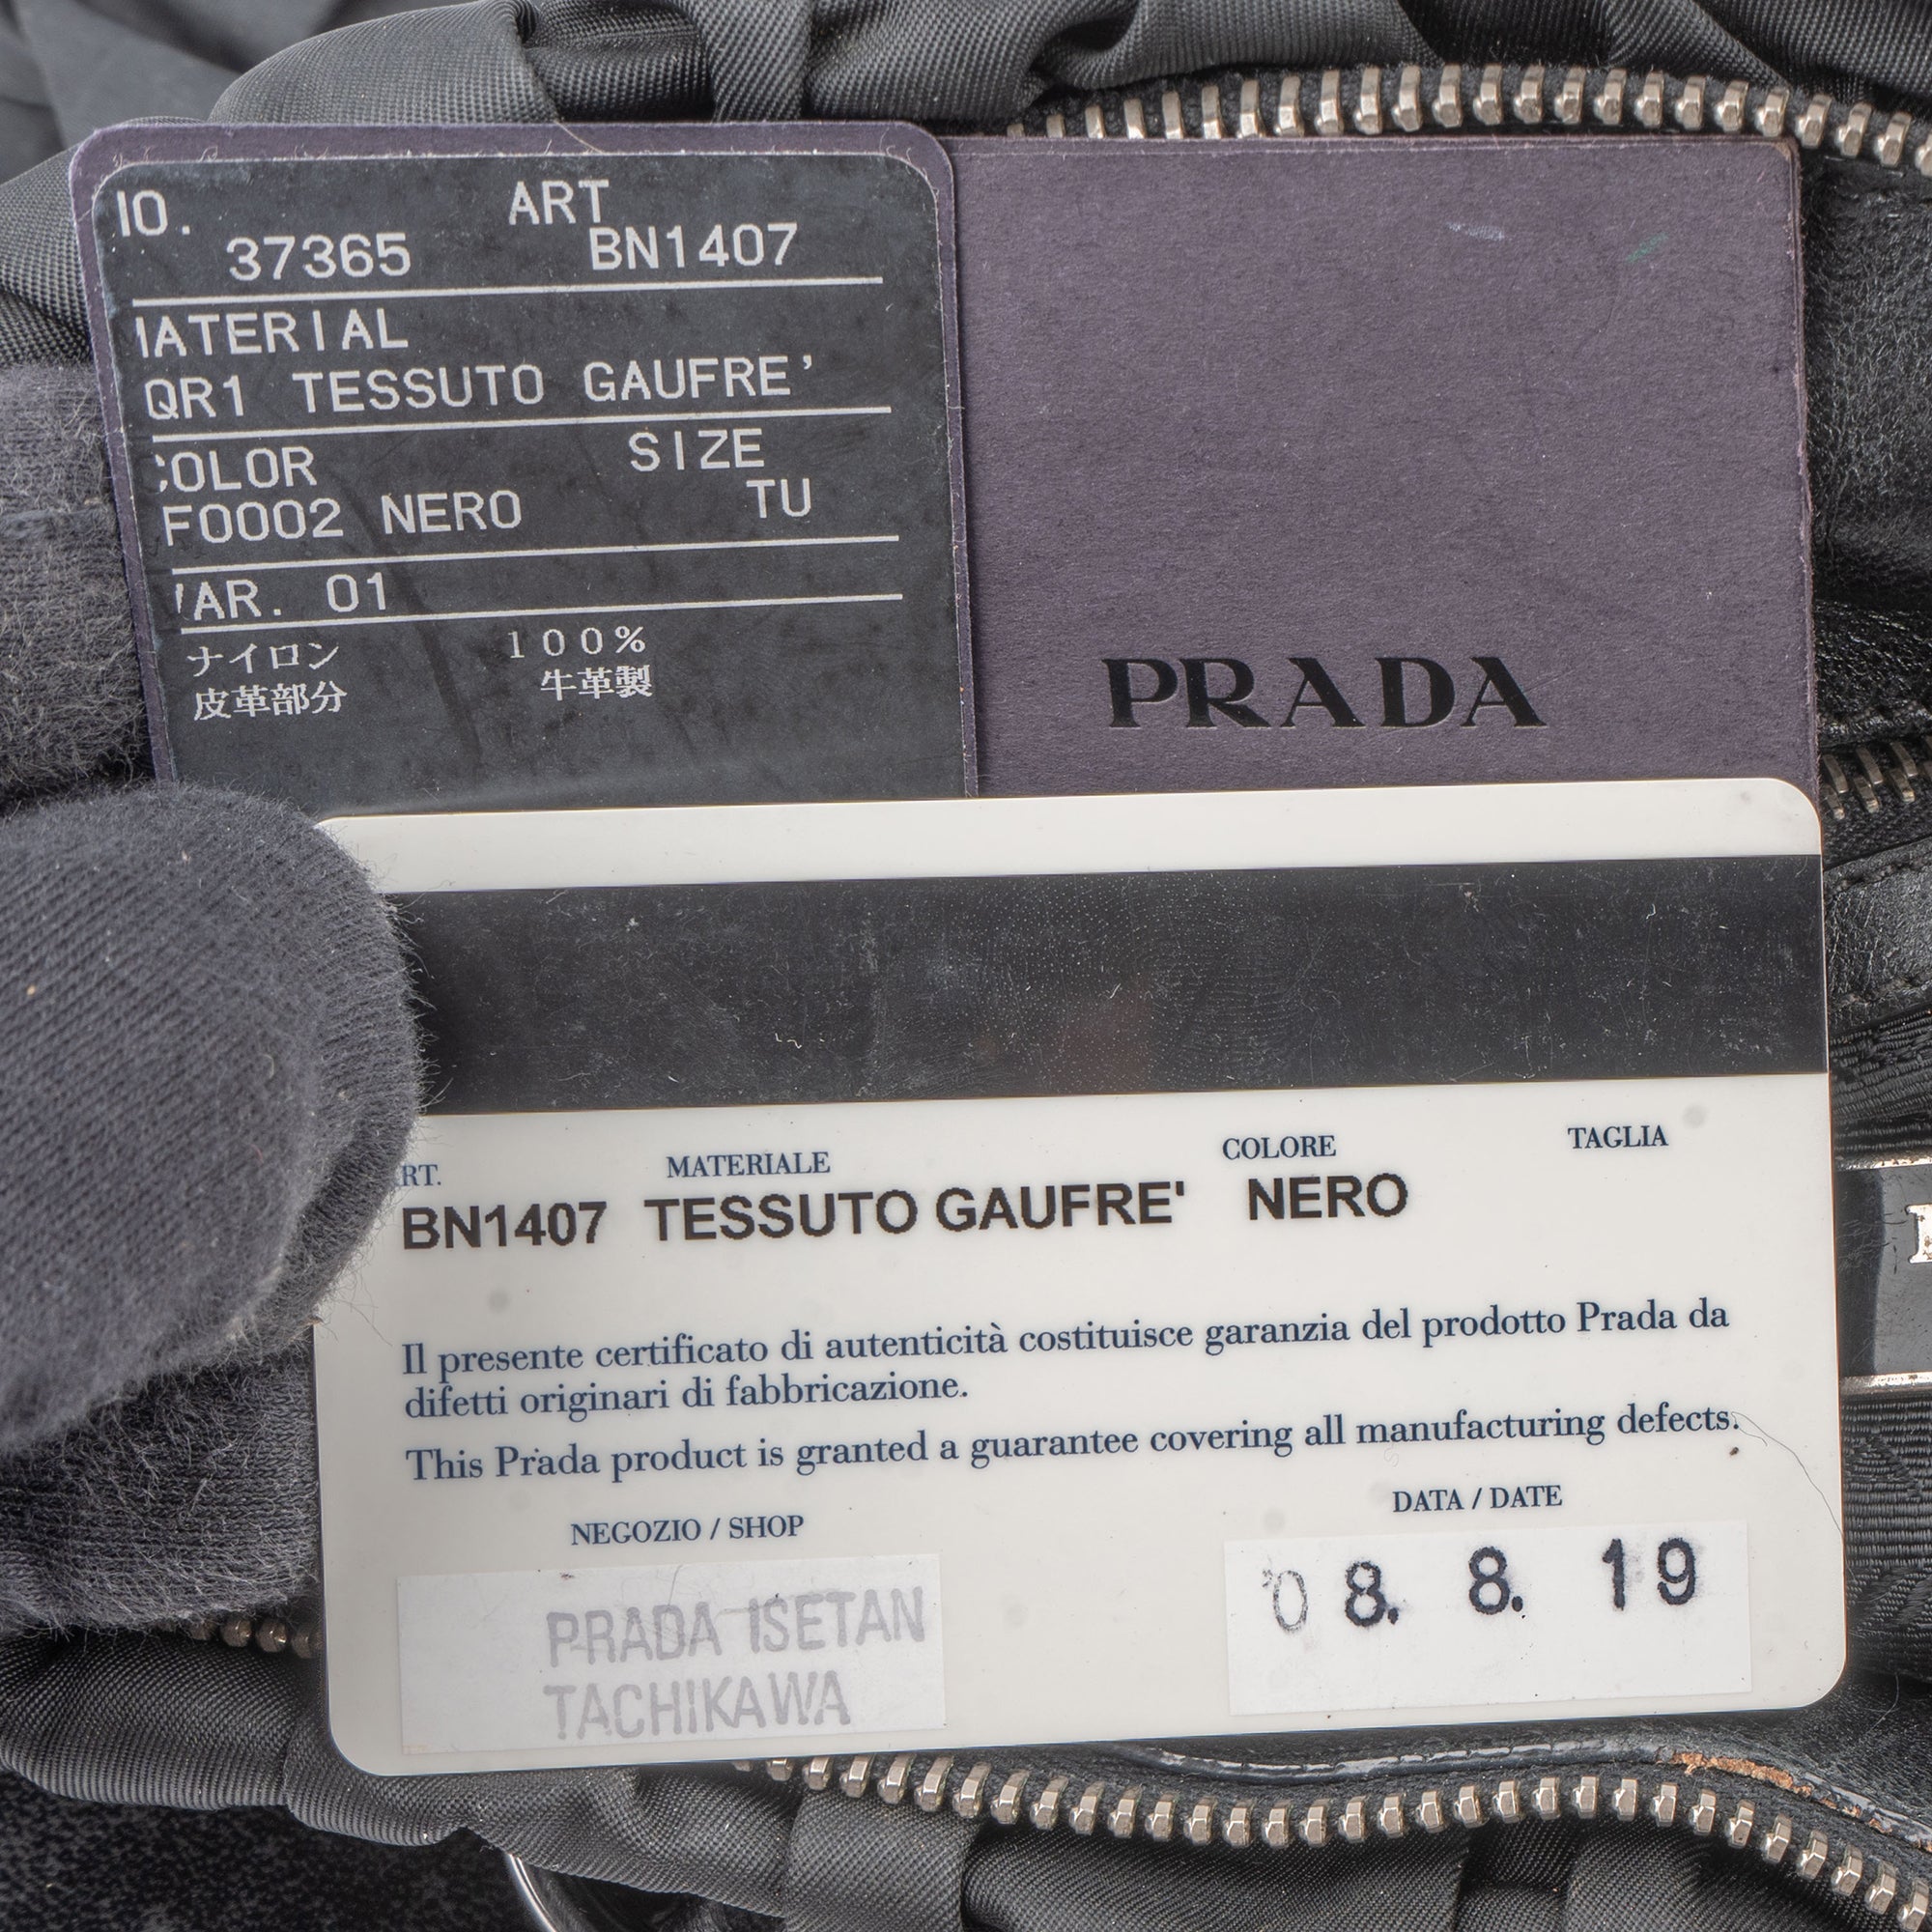 IO. ART
37365 BN1407
MATERIAL
QR1 TESSUTO GAUFRE'
COLOR SIZE
F0002 NERO TU
VAR. 01
ナイロン 100%
皮革部分 牛革製
PRADA
RT. MATERIALE COLORE TAGLIA
BN1407 TESSUTO GAUFRE' NERO
Il presente certificato di autenticità costituisce garanzia del prodotto Prada da
difetti originari di fabbricazione.
This Prada product is granted a guarantee covering all manufacturing defects.
NEGOZIO / SHOP DATA / DATE
PRADA ISETAN
TACHIKAWA
'08. 8. 19